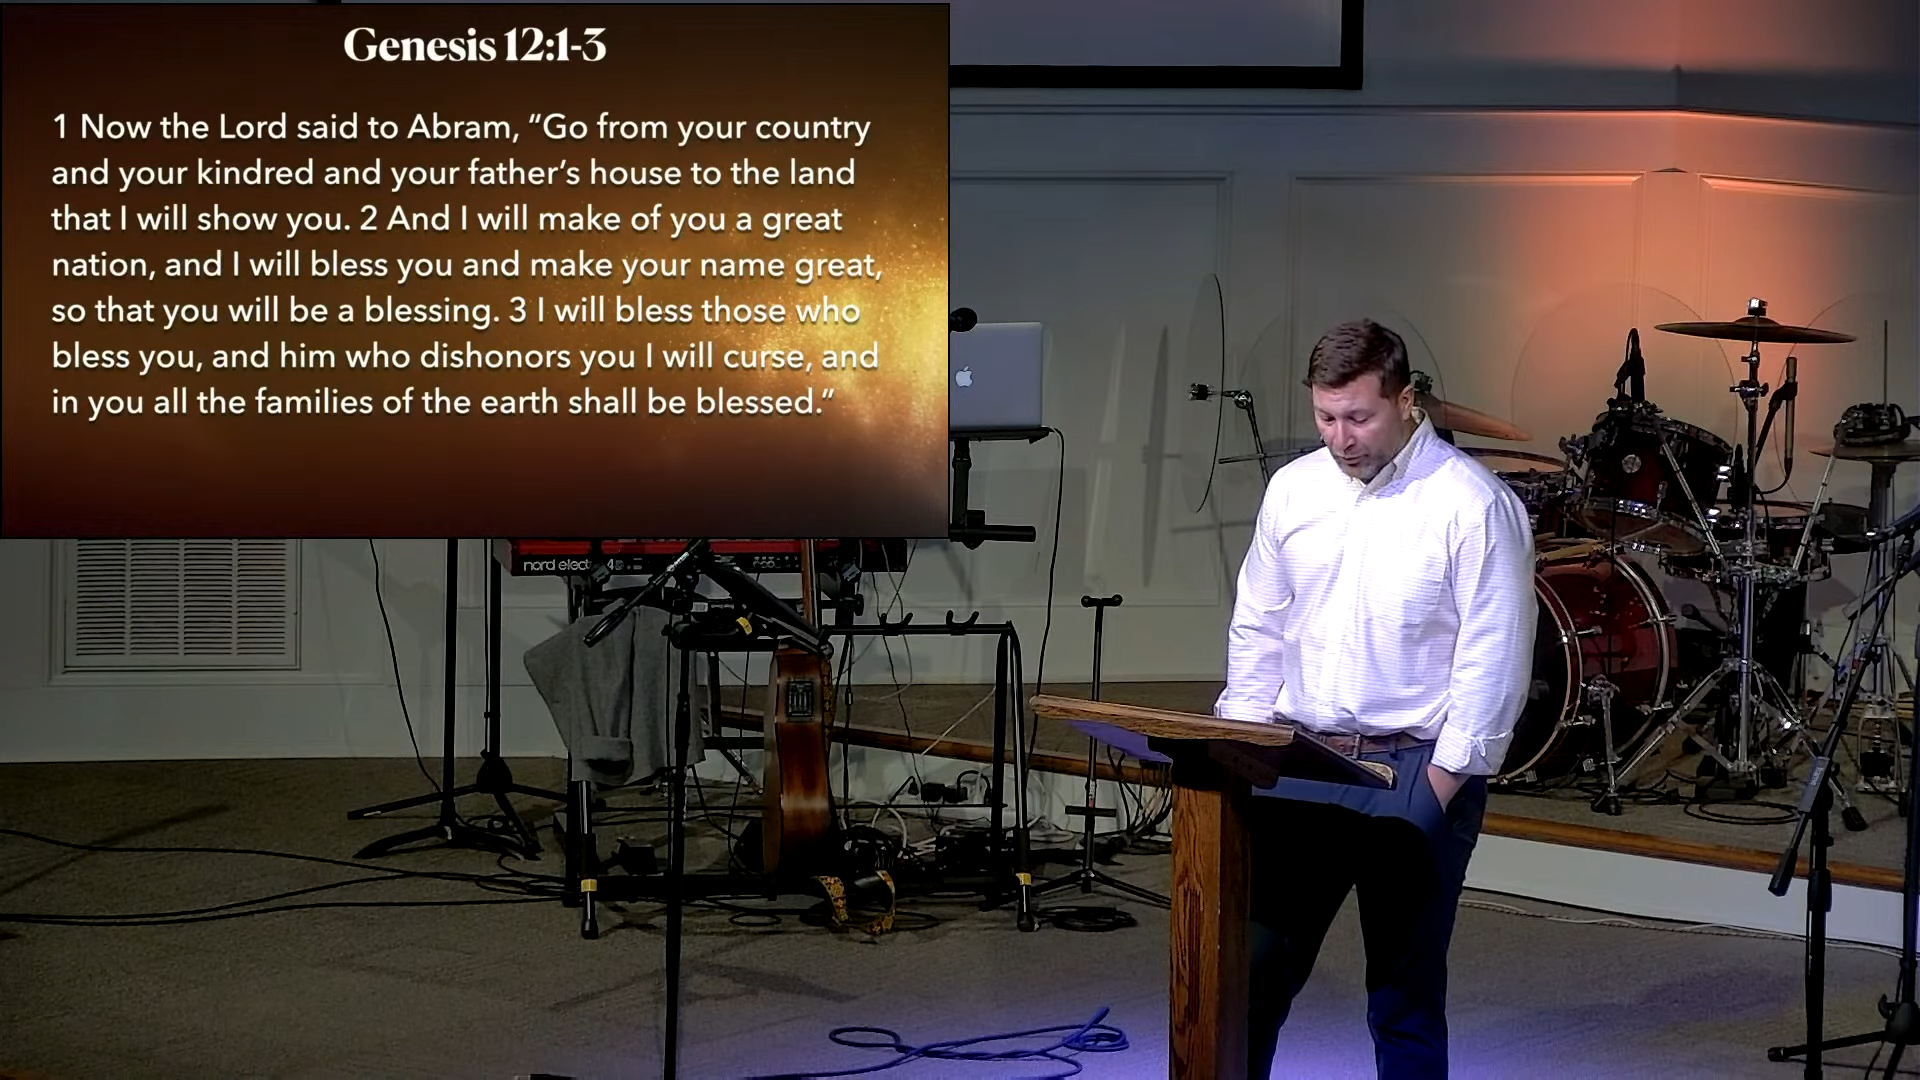 Genesis 12:1-3
1 Now the Lord said to Abram, “Go from your country
and your kindred and your father’s house to the land
that I will show you. 2 And I will make of you a great
nation, and I will bless you and make your name great,
so that you will be a blessing. 3 I will bless those who
bless you, and him who dishonors you I will curse, and
in you all the families of the earth shall be blessed.”
nord elect